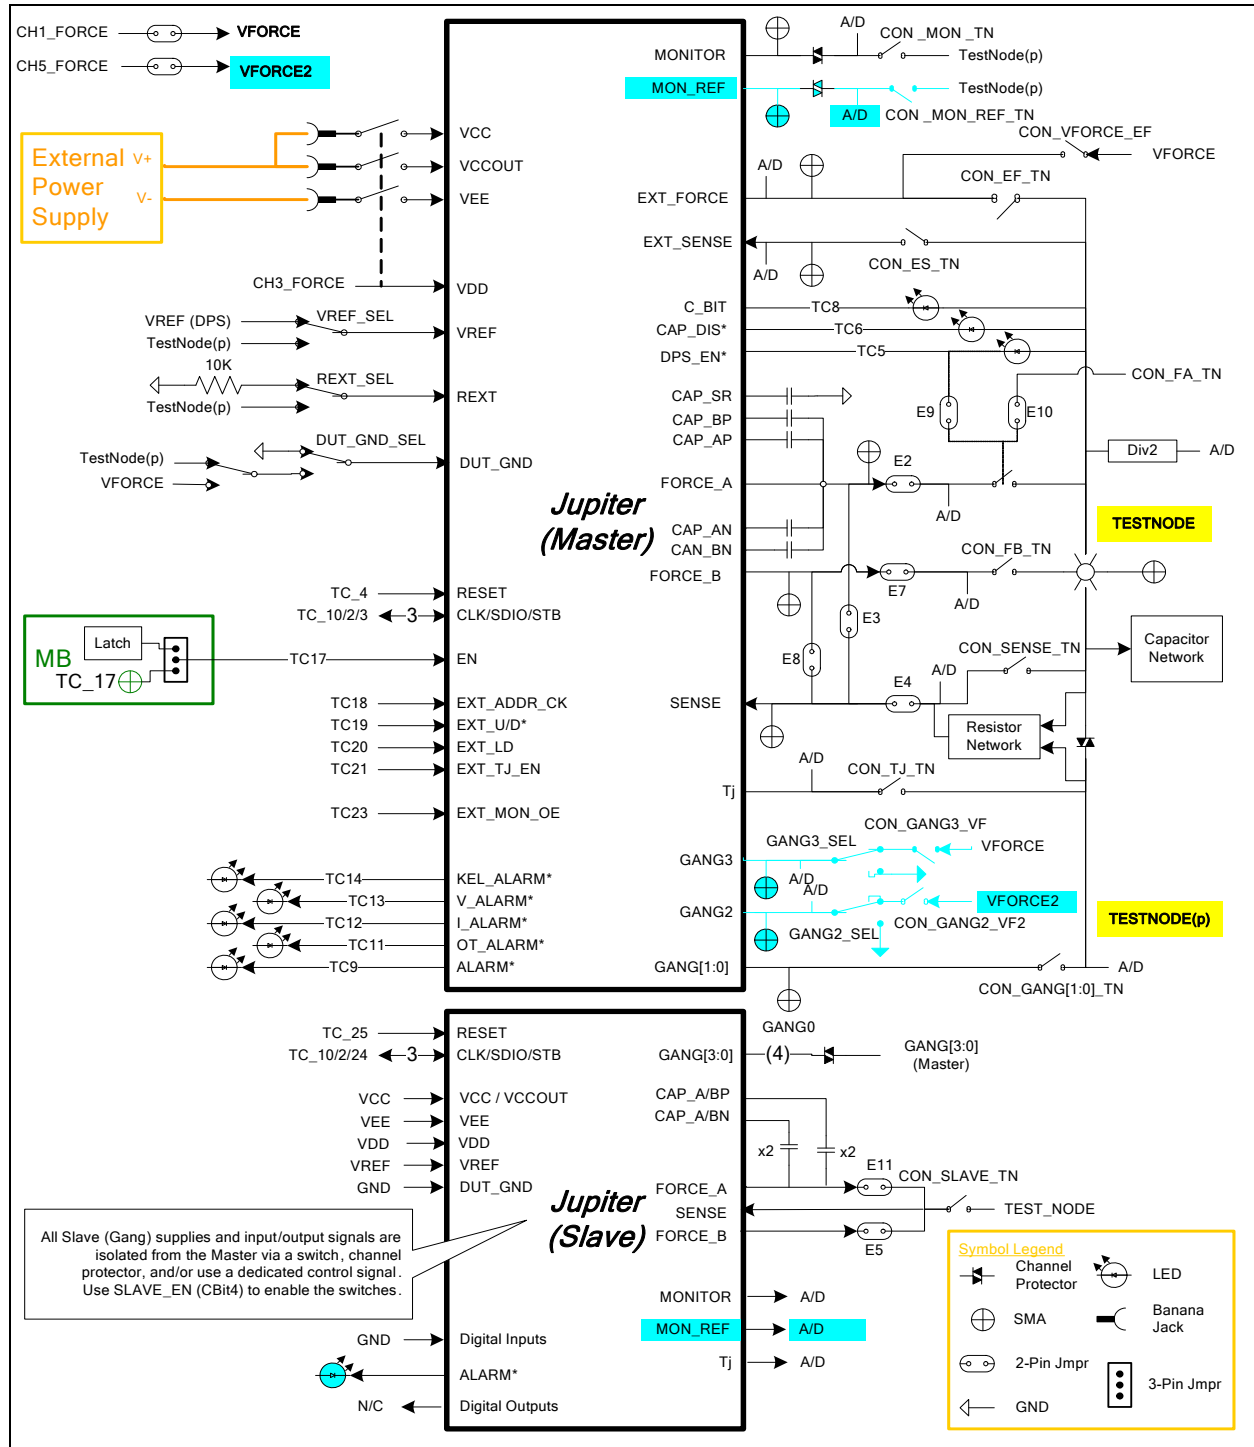 CH1_FORCE
VFORCE
CH5_FORCE
VFORCE2
External
Power
Supply
V+
V-
VCC
VCCOUT
VEE
CH3_FORCE
VDD
VREF (DPS)
VREF_SEL
TestNode(p)
VREF
10K
REXT_SEL
TestNode(p)
REXT
DUT_GND_SEL
TestNode(p)
VFORCE
DUT_GND
Jupiter
(Master)
TC_4
RESET
TC_10/2/3
3
CLK/SDIO/STB
MB
Latch
TC_17
TC17
EN
TC18
EXT_ADDR_CK
TC19
EXT_U/D*
TC20
EXT_LD
TC21
EXT_TJ_EN
TC23
EXT_MON_OE
TC14
KEL_ALARM*
TC13
V_ALARM*
TC12
I_ALARM*
TC11
OT_ALARM*
TC9
ALARM*
MONITOR
A/D
CON _MON _TN
TestNode(p)
MON_REF
A/D
CON _MON_REF_TN
TestNode(p)
CON_VFORCE_EF
VFORCE
A/D
CON_EF_TN
EXT_FORCE
EXT_SENSE
A/D
CON_ES_TN
C_BIT
TC8
CAP_DIS*
TC6
DPS_EN*
TC5
CON_FA_TN
CAP_SR
CAP_BP
CAP_AP
E9
E10
Div2
A/D
FORCE_A
E2
A/D
CAP_AN
CAN_BN
TESTNODE
FORCE_B
CON_FB_TN
E7
A/D
E3
E8
CON_SENSE_TN
Capacitor
Network
SENSE
E4
A/D
Resistor
Network
Tj
A/D
CON_TJ_TN
GANG3
GANG3_SEL
CON_GANG3_VF
VFORCE
A/D
A/D
GANG2
VFORCE2
GANG2_SEL
CON_GANG2_VF2
TESTNODE(p)
GANG[1:0]
A/D
CON_GANG[1:0]_TN
GANG0
TC_25
RESET
TC_10/2/24
3
CLK/SDIO/STB
GANG[3:0]
(4)
GANG[3:0]
(Master)
VCC
VCC / VCCOUT
VEE
VEE
VDD
VDD
VREF
VREF
GND
DUT_GND
CAP_A/BP
CAP_A/BN
x2
x2
Jupiter
(Slave)
FORCE_A
E11
CON_SLAVE_TN
SENSE
TEST_NODE
FORCE_B
E5
All Slave (Gang) supplies and input/output signals are
isolated from the Master via a switch, channel
protector, and/or use a dedicated control signal.
Use SLAVE_EN (CBit4) to enable the switches.
MONITOR
A/D
MON_REF
A/D
Tj
A/D
GND
Digital Inputs
ALARM*
N/C
Digital Outputs
Symbol Legend
Channel
Protector
LED
SMA
Banana
Jack
2-Pin Jmpr
3-Pin Jmpr
GND